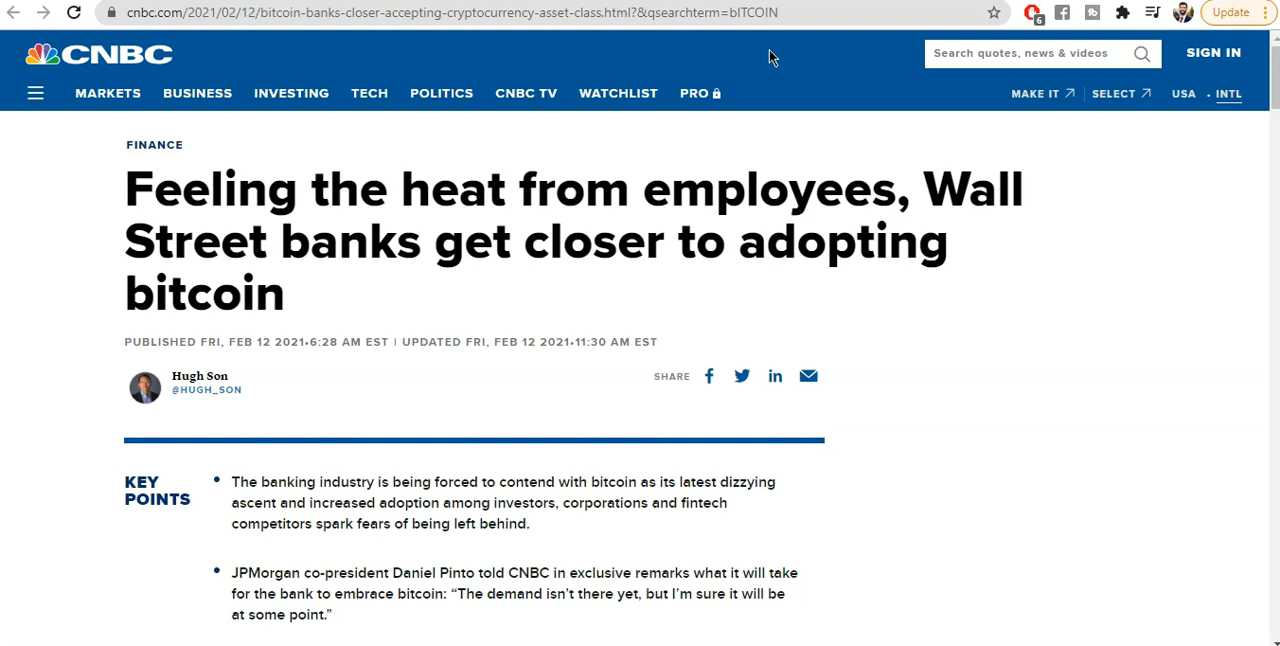 cnbc.com/2021/02/12/bitcoin-banks-closer-accepting-cryptocurrency-asset-class.html?&qsearchterm=bITCOIN
6
Update
CNBC
Search quotes, news & videos
SIGN IN
MARKETS BUSINESS INVESTING TECH POLITICS CNBC TV WATCHLIST PRO
MAKE IT SELECT USA · INTL
FINANCE
Feeling the heat from employees, Wall
Street banks get closer to adopting
bitcoin
PUBLISHED FRI, FEB 12 2021•6:28 AM EST | UPDATED FRI, FEB 12 2021•11:30 AM EST
Hugh Son
@HUGH_SON
SHARE
KEY
POINTS
• The banking industry is being forced to contend with bitcoin as its latest dizzying
ascent and increased adoption among investors, corporations and fintech
competitors spark fears of being left behind.
• JPMorgan co-president Daniel Pinto told CNBC in exclusive remarks what it will take
for the bank to embrace bitcoin: “The demand isn’t there yet, but I’m sure it will be
at some point.”